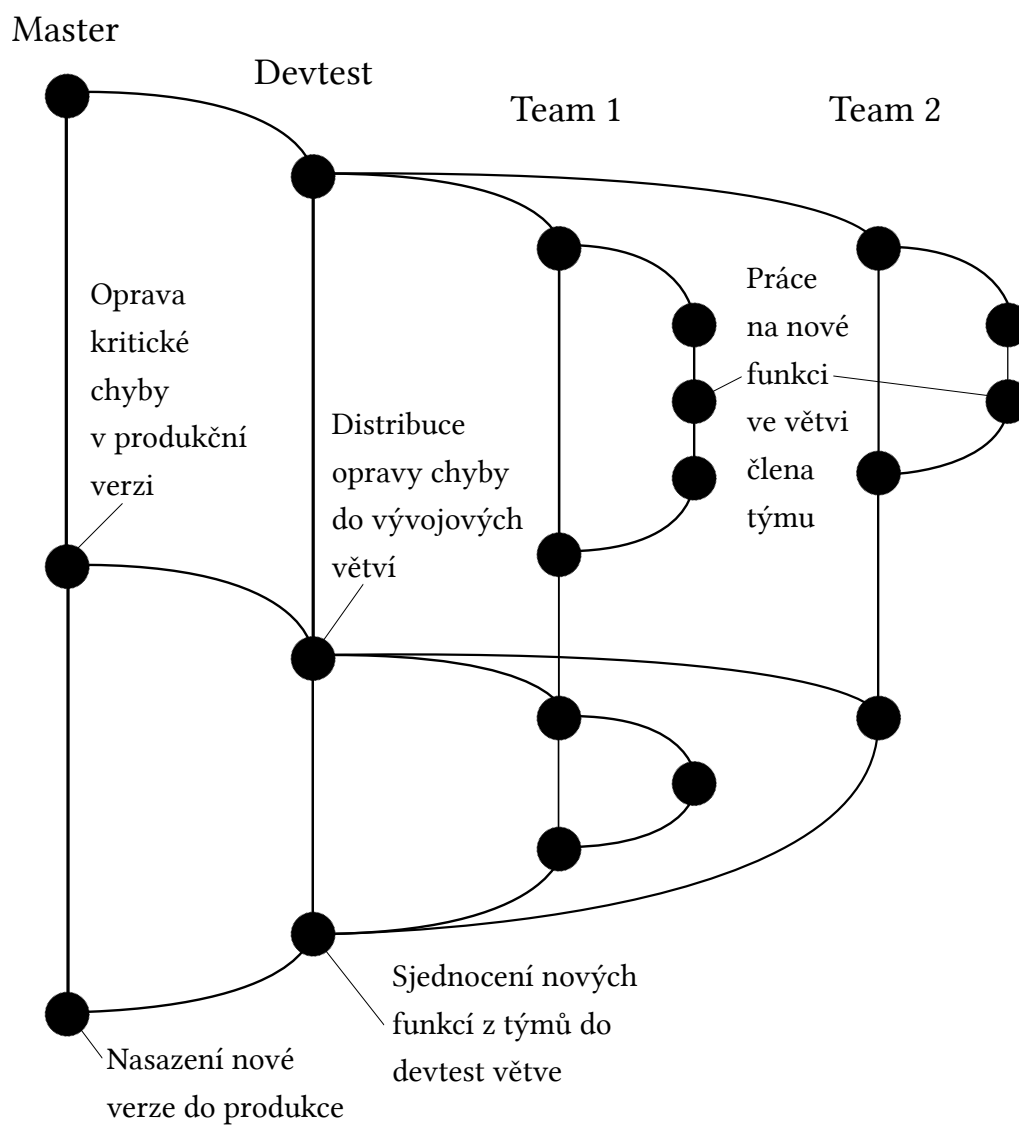 Master
Devtest
Team 1
Team 2
Oprava
kritické
chyby
v produkční
verzi
Distribuce
opravy chyby
do vývojových
větví
Práce
na nové
funkci
ve větvi
člena
týmu
Sjednocení nových
funkcí z týmů do
devtest větve
Nasazení nové
verze do produkce